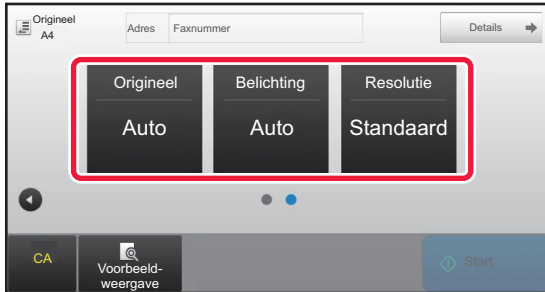 Origineel
A4
Adres Faxnummer
Details
Origineel Belichting Resolutie
Auto Auto Standaard
CA
Voorbeeld-
weergave
Start